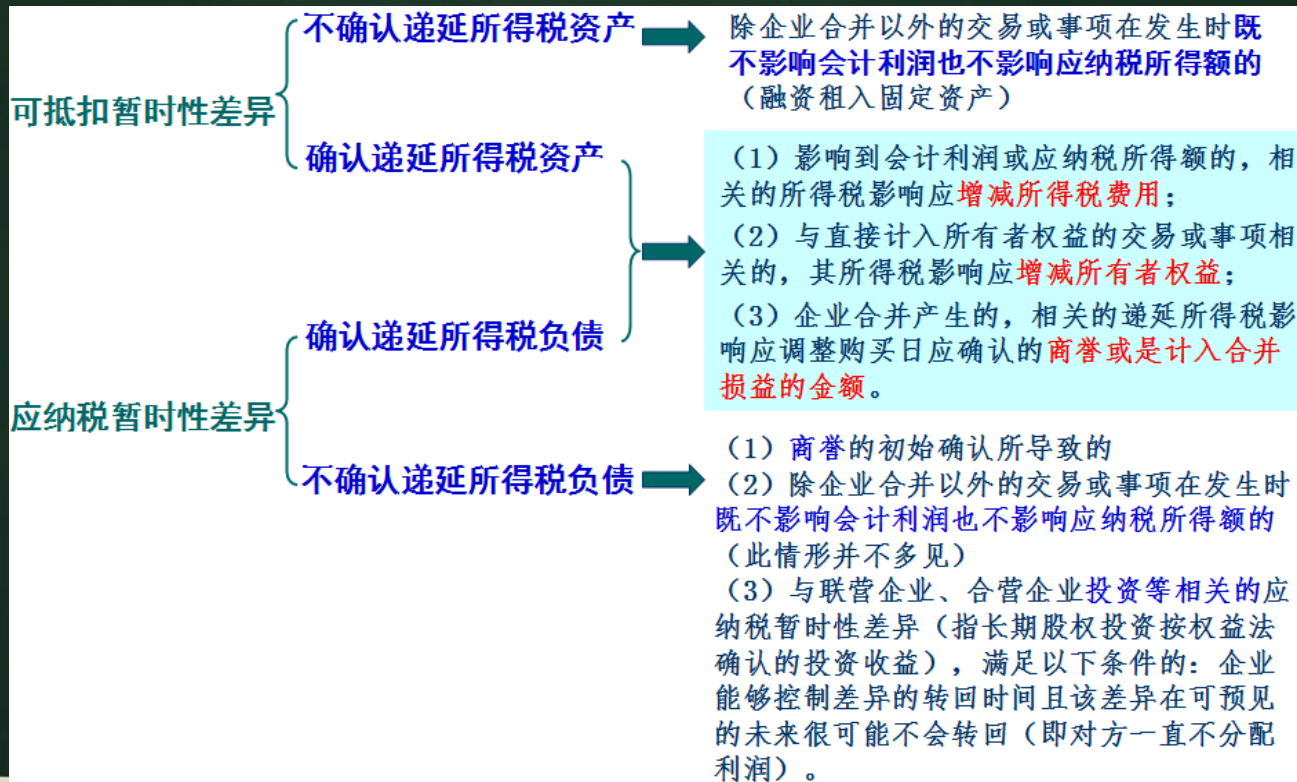 可抵扣暂时性差异
不确认递延所得税资产
除企业合并以外的交易或事项在发生时既
不影响会计利润也不影响应纳税所得额的
（融资租入固定资产）
确认递延所得税资产
（1）影响到会计利润或应纳税所得额的，相
关的所得税影响应增减所得税费用；
（2）与直接计入所有者权益的交易或事项相
关的，其所得税影响应增减所有者权益；
（3）企业合并产生的，相关的递延所得税影
响应调整购买日应确认的商誉或是计入合并
损益的金额。
应纳税暂时性差异
确认递延所得税负债
不确认递延所得税负债
（1）商誉的初始确认所导致的
（2）除企业合并以外的交易或事项在发生时
既不影响会计利润也不影响应纳税所得额的
（此情形并不多见）
（3）与联营企业、合营企业投资等相关的应
纳税暂时性差异（指长期股权投资按权益法
确认的投资收益），满足以下条件的：企业
能够控制差异的转回时间且该差异在可预见
的未来很可能不会转回（即对方一直不分配
利润）。